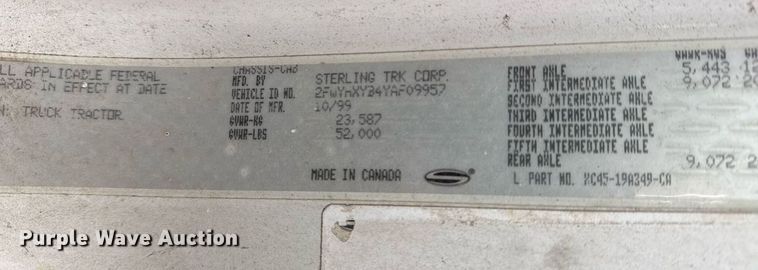 LL APPLICABLE FEDERAL
ARDS IN EFFECT AT DATE
N: TRUCK TRACTOR
CHASSIS-CAB
MFD. BY STERLING TRK CORP.
VEHICLE ID NO.
DATE OF MFR. 10/99
GVWR-KG 23,587
GVWR-LBS 52,000
MADE IN CANADA
GVWR-KGS
FRONT AXLE 5,443
FIRST INTERMEDIATE AXLE 9,072
SECOND INTERMEDIATE AXLE
THIRD INTERMEDIATE AXLE
FOURTH INTERMEDIATE AXLE
FIFTH INTERMEDIATE AXLE
REAR AXLE 9,072 2
L PART NO. XC45-19A349-CA
Purple Wave Auction